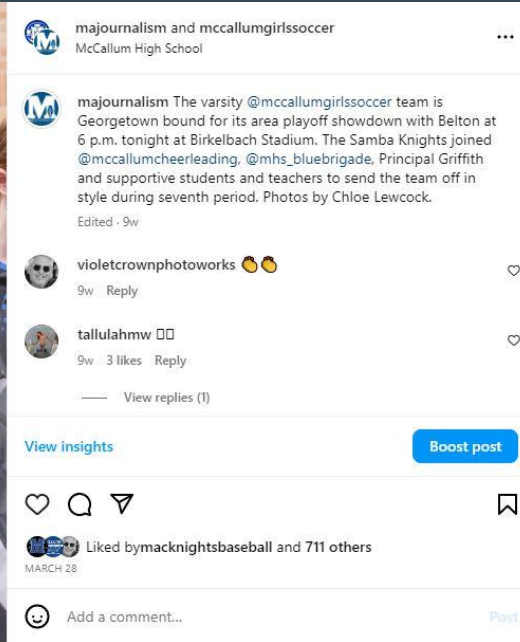 majournalism and mccallumgirlssoccer
McCallum High School
majournalism The varsity @mccallumgirlssoccer team is
Georgetown bound for its area playoff showdown with Belton at
6 p.m. tonight at Birkelbach Stadium. The Samba Knights joined
@mccallumcheerleading, @mhs_bluebrigade, Principal Griffith
and supportive students and teachers to send the team off in
style during seventh period. Photos by Chloe Lewcock.
Edited · 9w
violetcrownphotoworks 👏👏
9w Reply
tallulahmw
9w 3 likes Reply
View replies (1)
View insights
Boost post
Liked bymacknightsbaseball and 711 others
MARCH 28
Add a comment...
Post